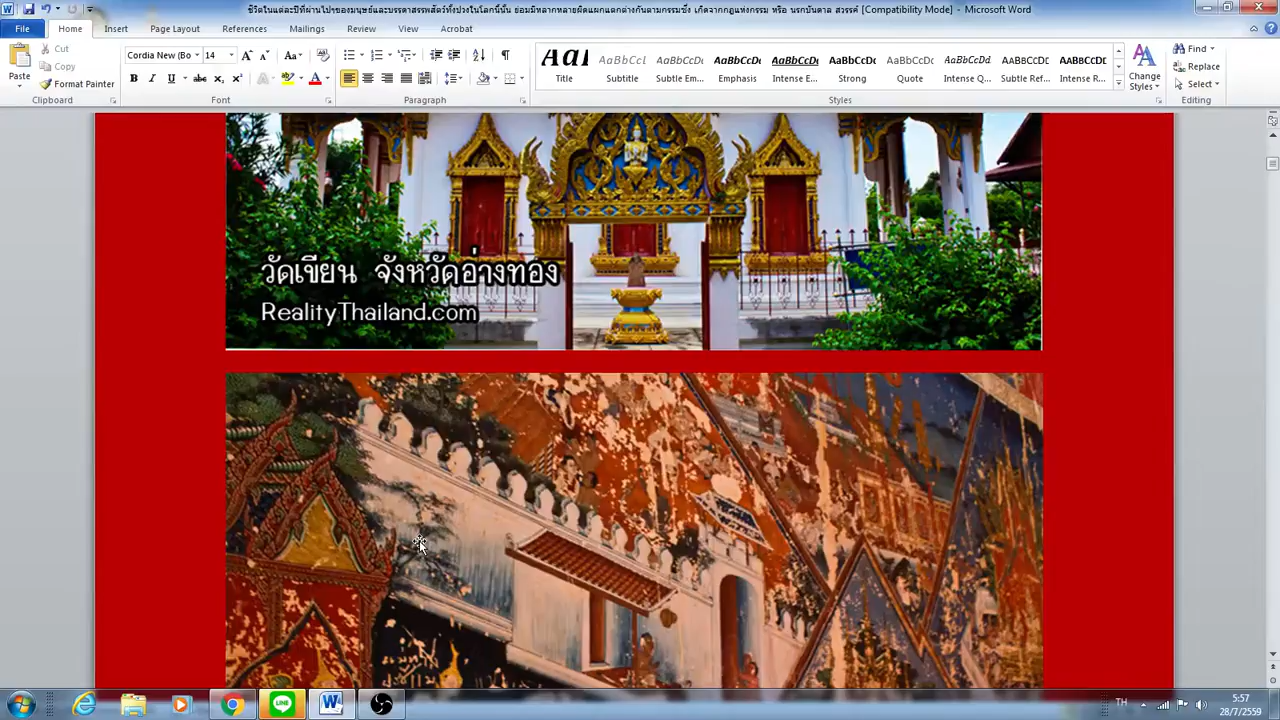 ชีวิตในแต่ละปีที่ผ่านไปของมนุษย์และบรรดาสรรพสัตว์ทั้งปวงในโลกนี้นั้น ย่อมมีหลากหลายผิดแผกแตกต่างกันตามกรรมซึ่ง เกิดจากกฎแห่งกรรม หรือ นรกบันดาล สวรรค์ [Compatibility Mode] - Microsoft Word
File Home Insert Page Layout References Mailings Review View Acrobat
Cut
Copy
Format Painter
Paste
Cordia New (Bo 14
AaI AaBbCcI AaBbCcDc AaBbCcDc AaBbCcDc AaBbCcDc AaBbCcDc AaBbCcDc AaBbCcDc AaBbCcDc
Title Subtitle Subtle Em... Emphasis Intense E... Strong Quote Intense Q... Subtle Ref... Intense R...
Change
Styles
Find
Replace
Select
Clipboard Font Paragraph Styles Editing
วัดเขียน จังหวัดอ่างทอง
RealityThailand.com
LINE
TH
5:57
28/7/2559